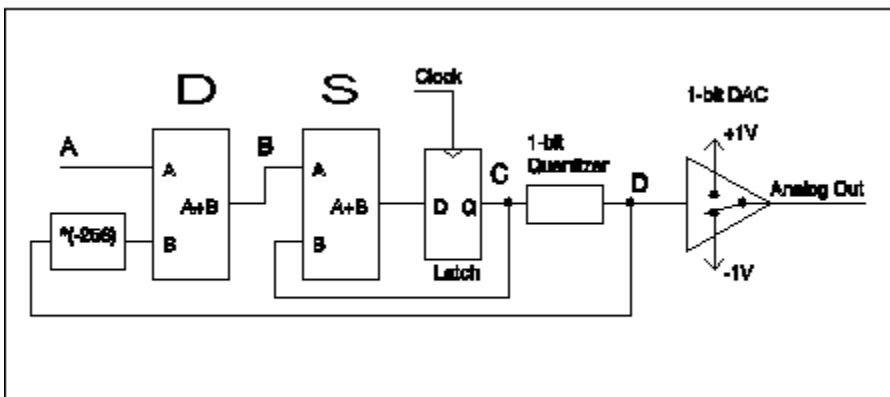 D
S
Clock
1-bit DAC
A
B
+1V
1-bit
Quantizer
A
A
C
D
Analog Out
A+B
A+B
D Q
*(-256)
B
B
Latch
-1V